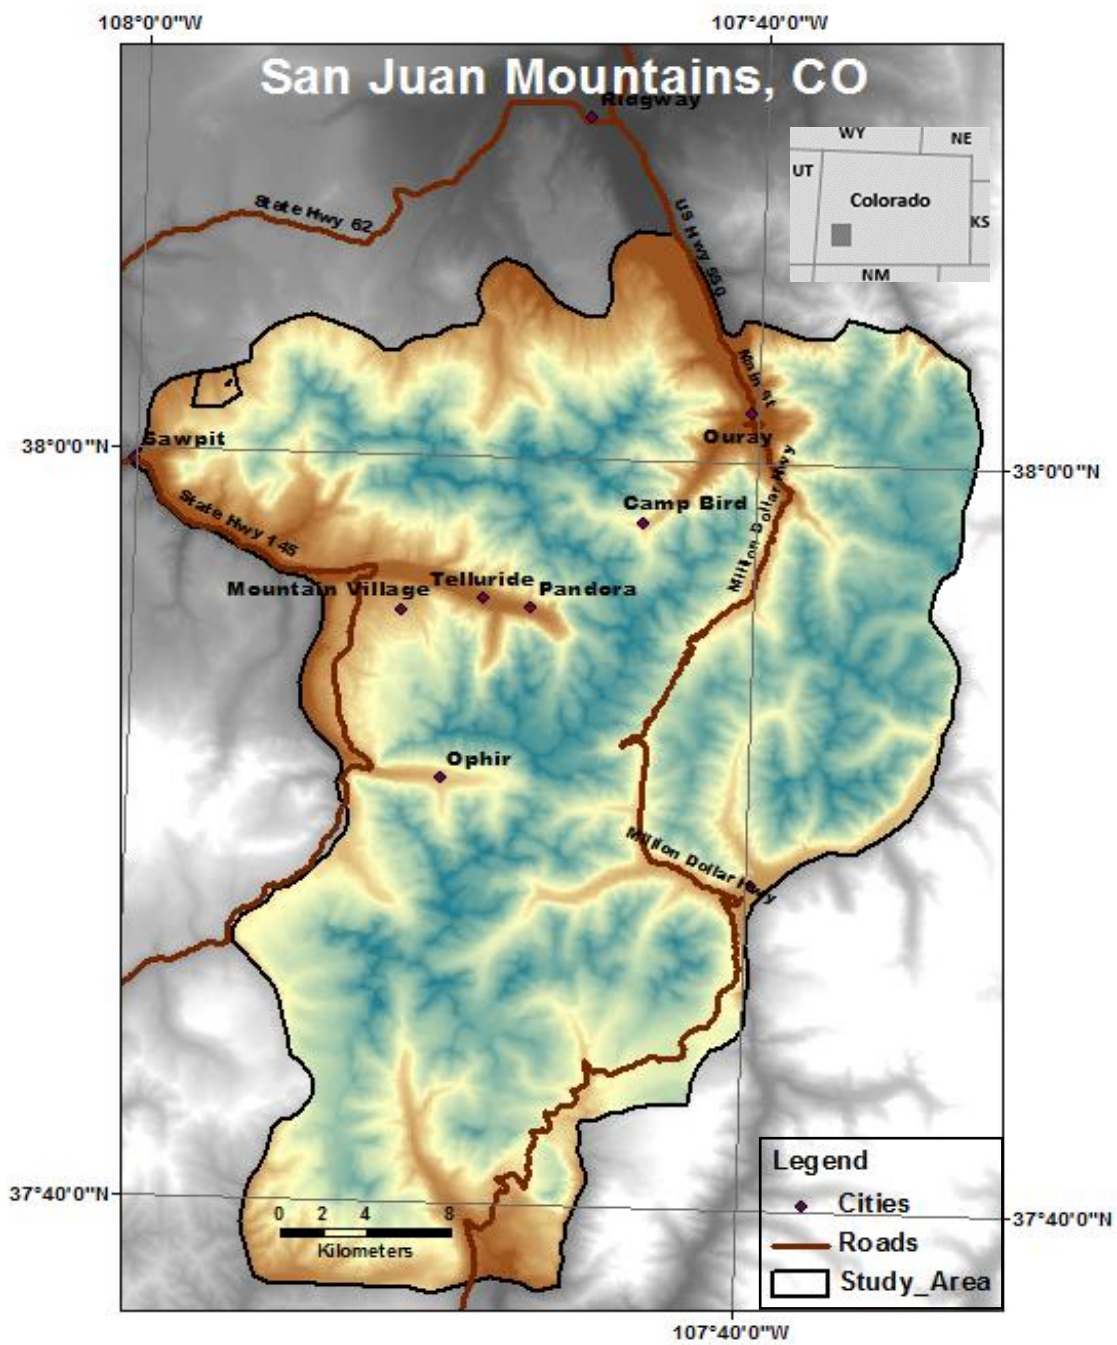 108°0'0"W
107°40'0"W
San Juan Mountains, CO
Ridgway
WY
NE
UT
Colorado
KS
NM
State Hwy 62
US Hwy 550
Main st
Sawpit
38°0'0"N
Ouray
38°0'0"N
Camp Bird
State Hwy 145
Million Dollar Hwy
Telluride
Mountain Village
Pandora
Ophir
Million Dollar Hwy
Legend
Cities
Roads
Study_Area
37°40'0"N
0 2 4 8
Kilometers
37°40'0"N
107°40'0"W